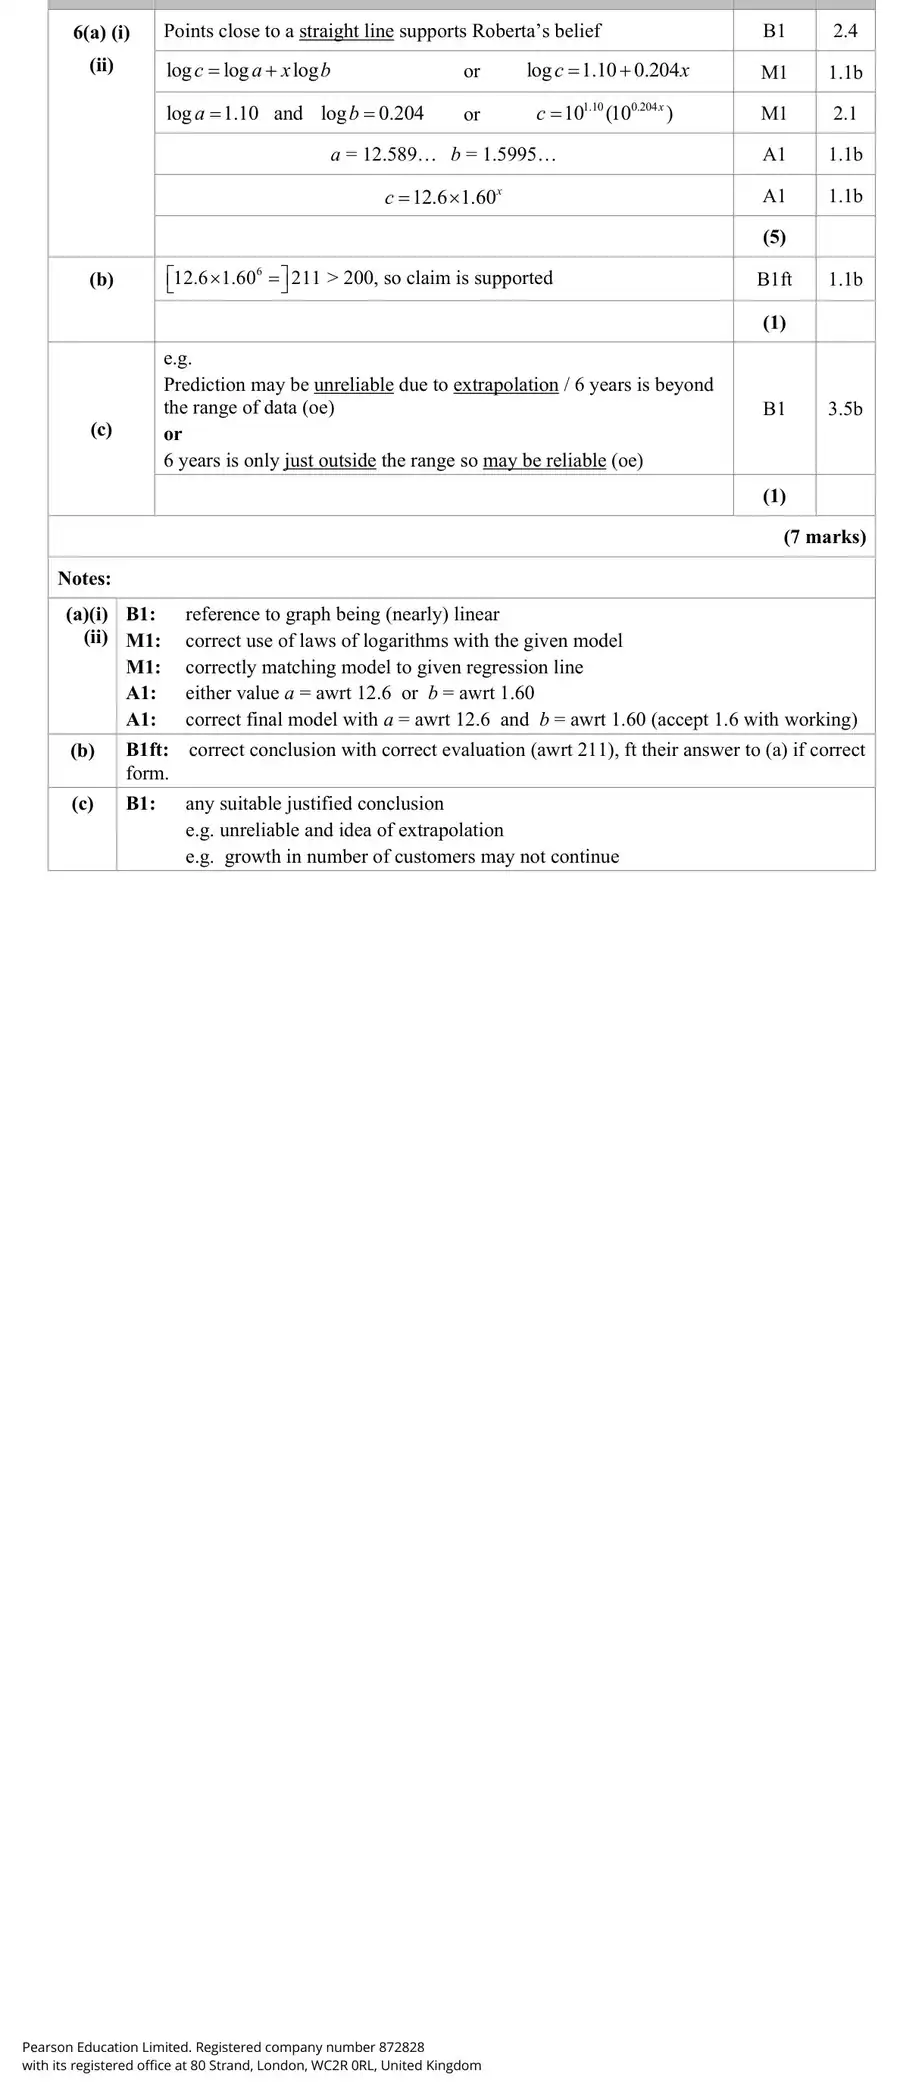 6(a) (i) Points close to a straight line supports Roberta's belief B1 2.4
(ii) log c = log a + x log b or log c = 1.10 + 0.204x M1 1.1b
log a = 1.10 and log b = 0.204 or c = 10^1.10 (10^0.204x) M1 2.1
a = 12.589… b = 1.5995… A1 1.1b
c = 12.6×1.60^x A1 1.1b
(5)
(b) [12.6×1.60^6 =] 211 > 200, so claim is supported B1ft 1.1b
(1)
e.g.
Prediction may be unreliable due to extrapolation / 6 years is beyond
the range of data (oe)
(c) or B1 3.5b
6 years is only just outside the range so may be reliable (oe)
(1)
(7 marks)
Notes:
(a)(i) B1: reference to graph being (nearly) linear
(ii) M1: correct use of laws of logarithms with the given model
M1: correctly matching model to given regression line
A1: either value a = awrt 12.6 or b = awrt 1.60
A1: correct final model with a = awrt 12.6 and b = awrt 1.60 (accept 1.6 with working)
(b) B1ft: correct conclusion with correct evaluation (awrt 211), ft their answer to (a) if correct
form.
(c) B1: any suitable justified conclusion
e.g. unreliable and idea of extrapolation
e.g. growth in number of customers may not continue
Pearson Education Limited. Registered company number 872828
with its registered office at 80 Strand, London, WC2R 0RL, United Kingdom